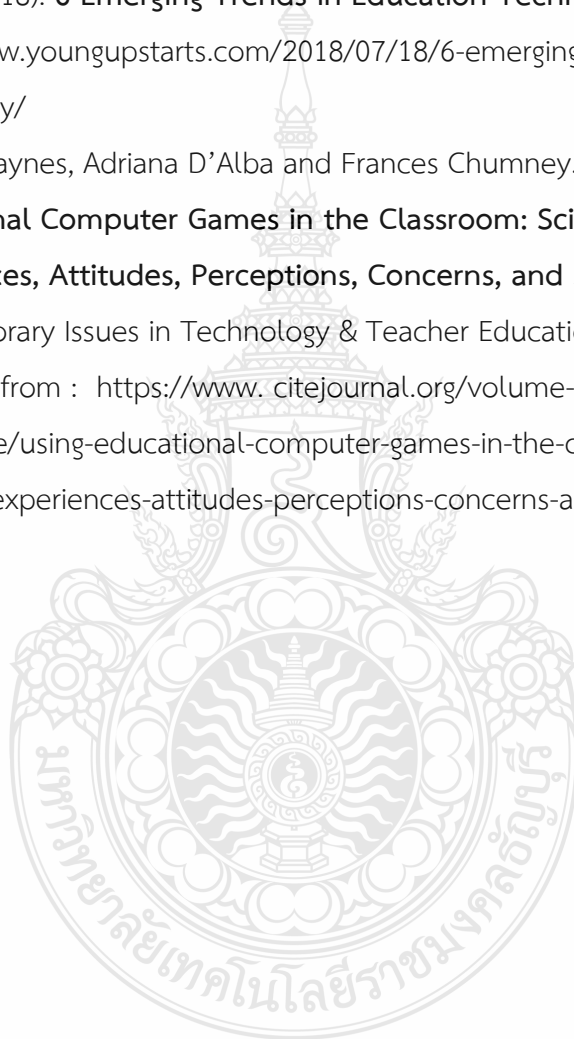 18). 6 Emerging Trends in Education Techn
w.youngupstarts.com/2018/07/18/6-emerging
y/
aynes, Adriana D'Alba and Frances Chumney.
nal Computer Games in the Classroom: Sci
ces, Attitudes, Perceptions, Concerns, and
orary Issues in Technology & Teacher Educati
from : https://www. citejournal.org/volume-
e/using-educational-computer-games-in-the-c
experiences-attitudes-perceptions-concerns-a
มหาวิทยาลัยเทคโนโลยีราชมงคลธัญบุรี